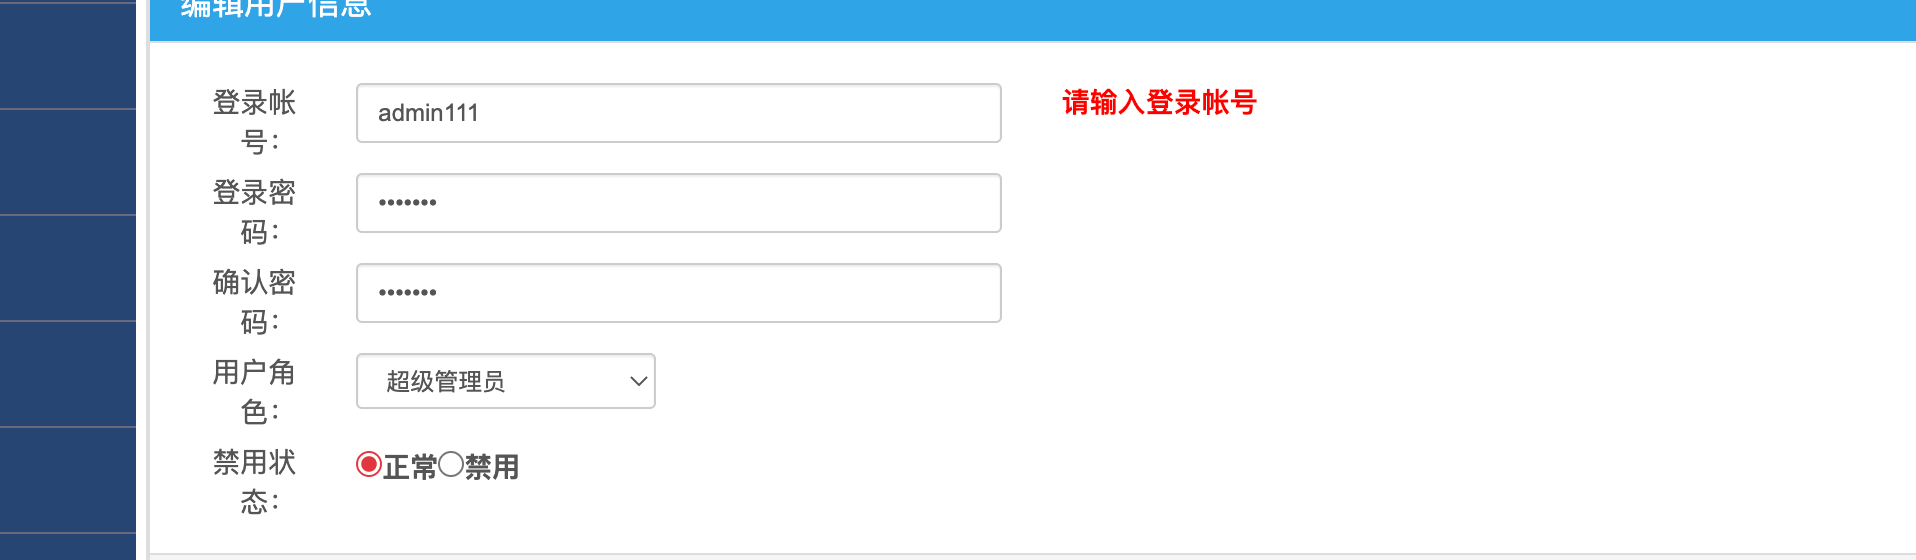 编辑用户信息
登录帐
号：
admin111
请输入登录帐号
登录密
码：
•••••••
确认密
码：
•••••••
用户角
色：
超级管理员
禁用状
态：
正常 禁用